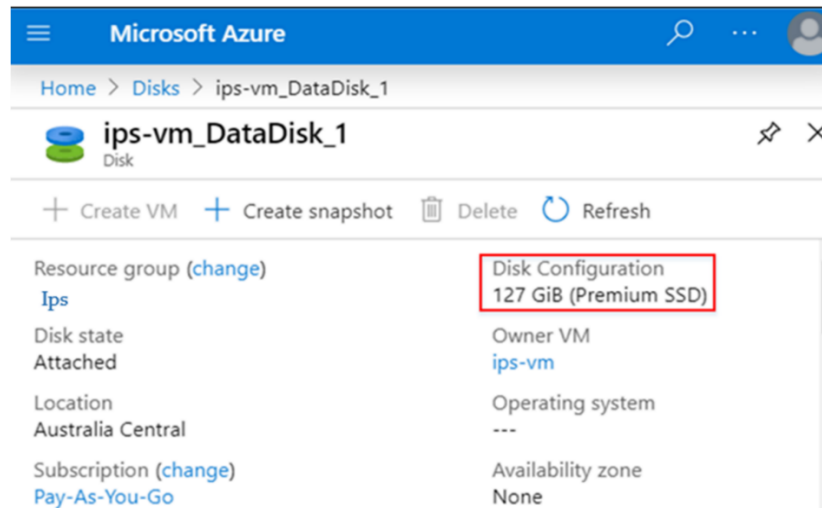 Microsoft Azure
Home > Disks > ips-vm_DataDisk_1
ips-vm_DataDisk_1
Disk
Create VM Create snapshot Delete Refresh
Resource group (change)
Ips
Disk state
Attached
Location
Australia Central
Subscription (change)
Pay-As-You-Go
Disk Configuration
127 GiB (Premium SSD)
Owner VM
ips-vm
Operating system
---
Availability zone
None